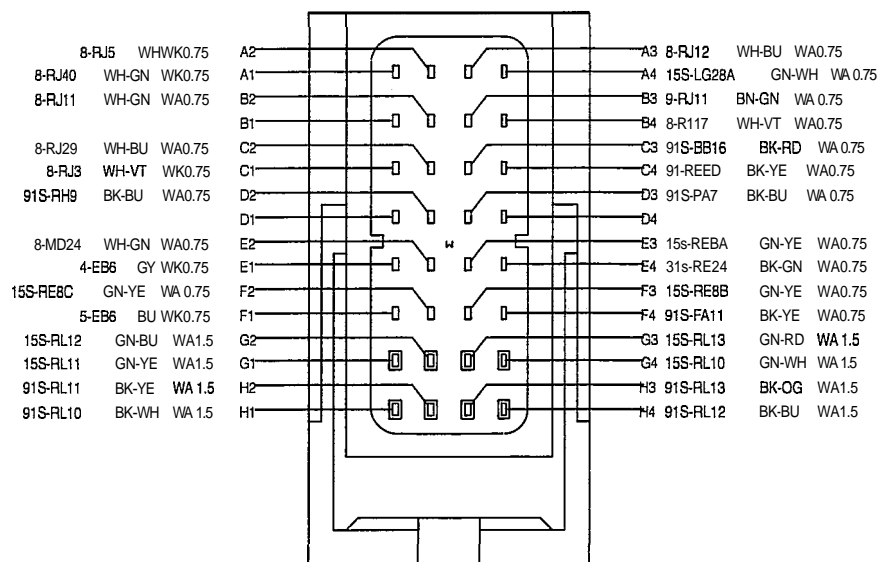 8-RJ5 WHWK0.75 A2
8-RJ40 WH-GN WK0.75 A1
8-RJ11 WH-GN WA0.75 B2
B1
8-RJ29 WH-BU WA0.75 C2
8-RJ3 WH-VT WK0.75 C1
91S-RH9 BK-BU WA0.75 D2
D1
8-MD24 WH-GN WA0.75 E2
4-EB6 GY WK0.75 E1
15S-RE8C GN-YE WA 0.75 F2
5-EB6 BU WK0.75 F1
15S-RL12 GN-BU WA1.5 G2
15S-RL11 GN-YE WA1.5 G1
91S-RL11 BK-YE WA 1.5 H2
91S-RL10 BK-WH WA 1.5 H1
A3 8-RJ12 WH-BU WA0.75
A4 15S-LG28A GN-WH WA 0.75
B3 9-RJ11 BN-GN WA 0.75
B4 8-R117 WH-VT WA0.75
C3 91S-BB16 BK-RD WA 0.75
C4 91-REED BK-YE WA0.75
D3 91S-PA7 BK-BU WA 0.75
D4
E3 15s-REBA GN-YE WA0.75
E4 31s-RE24 BK-GN WA0.75
F3 15S-RE8B GN-YE WA0.75
F4 91S-FA11 BK-YE WA0.75
G3 15S-RL13 GN-RD WA 1.5
G4 15S-RL10 GN-WH WA1.5
H3 91S-RL13 BK-OG WA1.5
H4 91S-RL12 BK-BU WA1.5
W